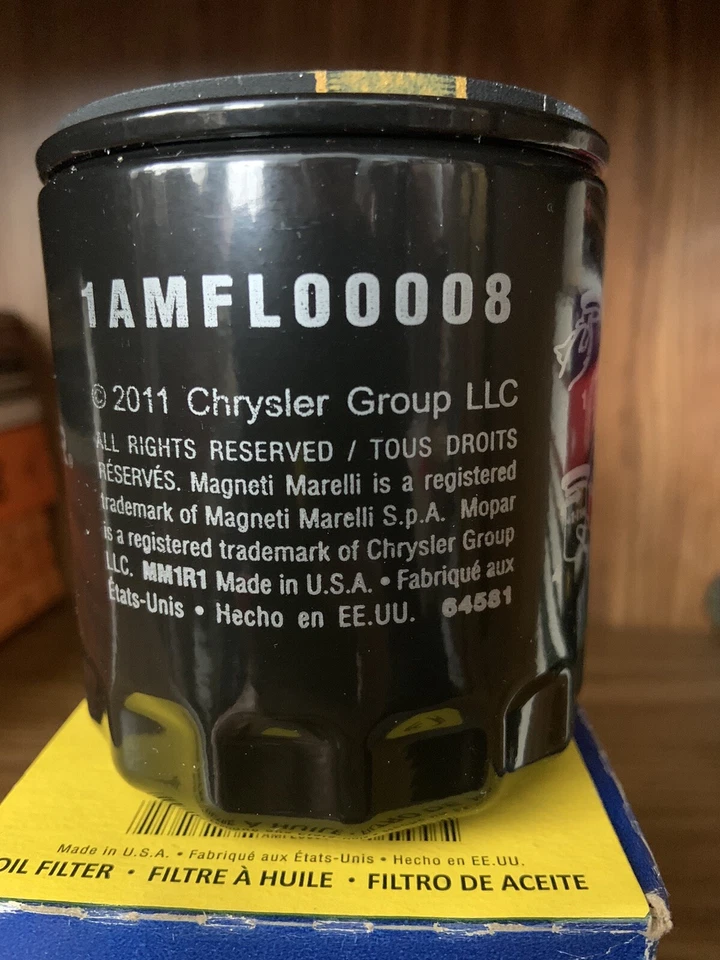 1AMFL00008
© 2011 Chrysler Group LLC
ALL RIGHTS RESERVED / TOUS DROITS
RÉSERVÉS. Magneti Marelli is a registered
trademark of Magneti Marelli S.p.A. Mopar
is a registered trademark of Chrysler Group
LLC. MM1R1 Made in U.S.A. • Fabriqué aux
États-Unis • Hecho en EE.UU. 64581
Made in U.S.A. • Fabriqué aux États-Unis • Hecho en EE.UU.
OIL FILTER • FILTRE À HUILE • FILTRO DE ACEITE